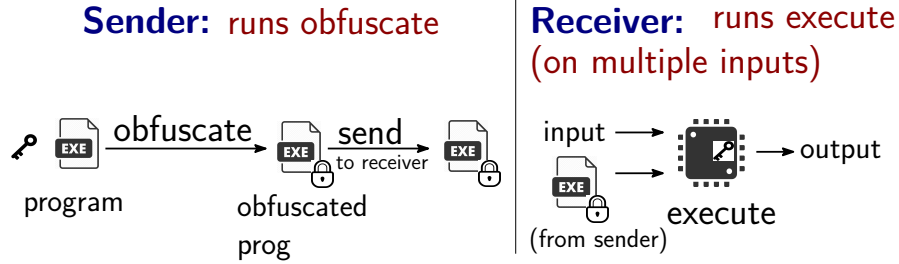 Sender: runs obfuscate
EXE
program
obfuscate
EXE
obfuscated
prog
send
to receiver
EXE
Receiver: runs execute
(on multiple inputs)
input
EXE
(from sender)
execute
output